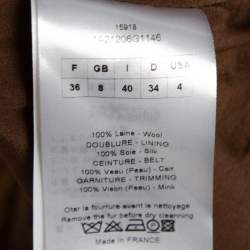 15918
1A21206G1146
F GB I D USA
36 8 40 34 4
100% Laine - Wool
DOUBLURE - LINING
100% Soie - Silk
CEINTURE - BELT
100% Veau (Peau) - Calf
GARNITURE - TRIMMING
100% Vison (Peau) - Mink
Oter la fourrure avant le nettoyage
Remove the fur before dry cleaning
MADE IN FRANCE